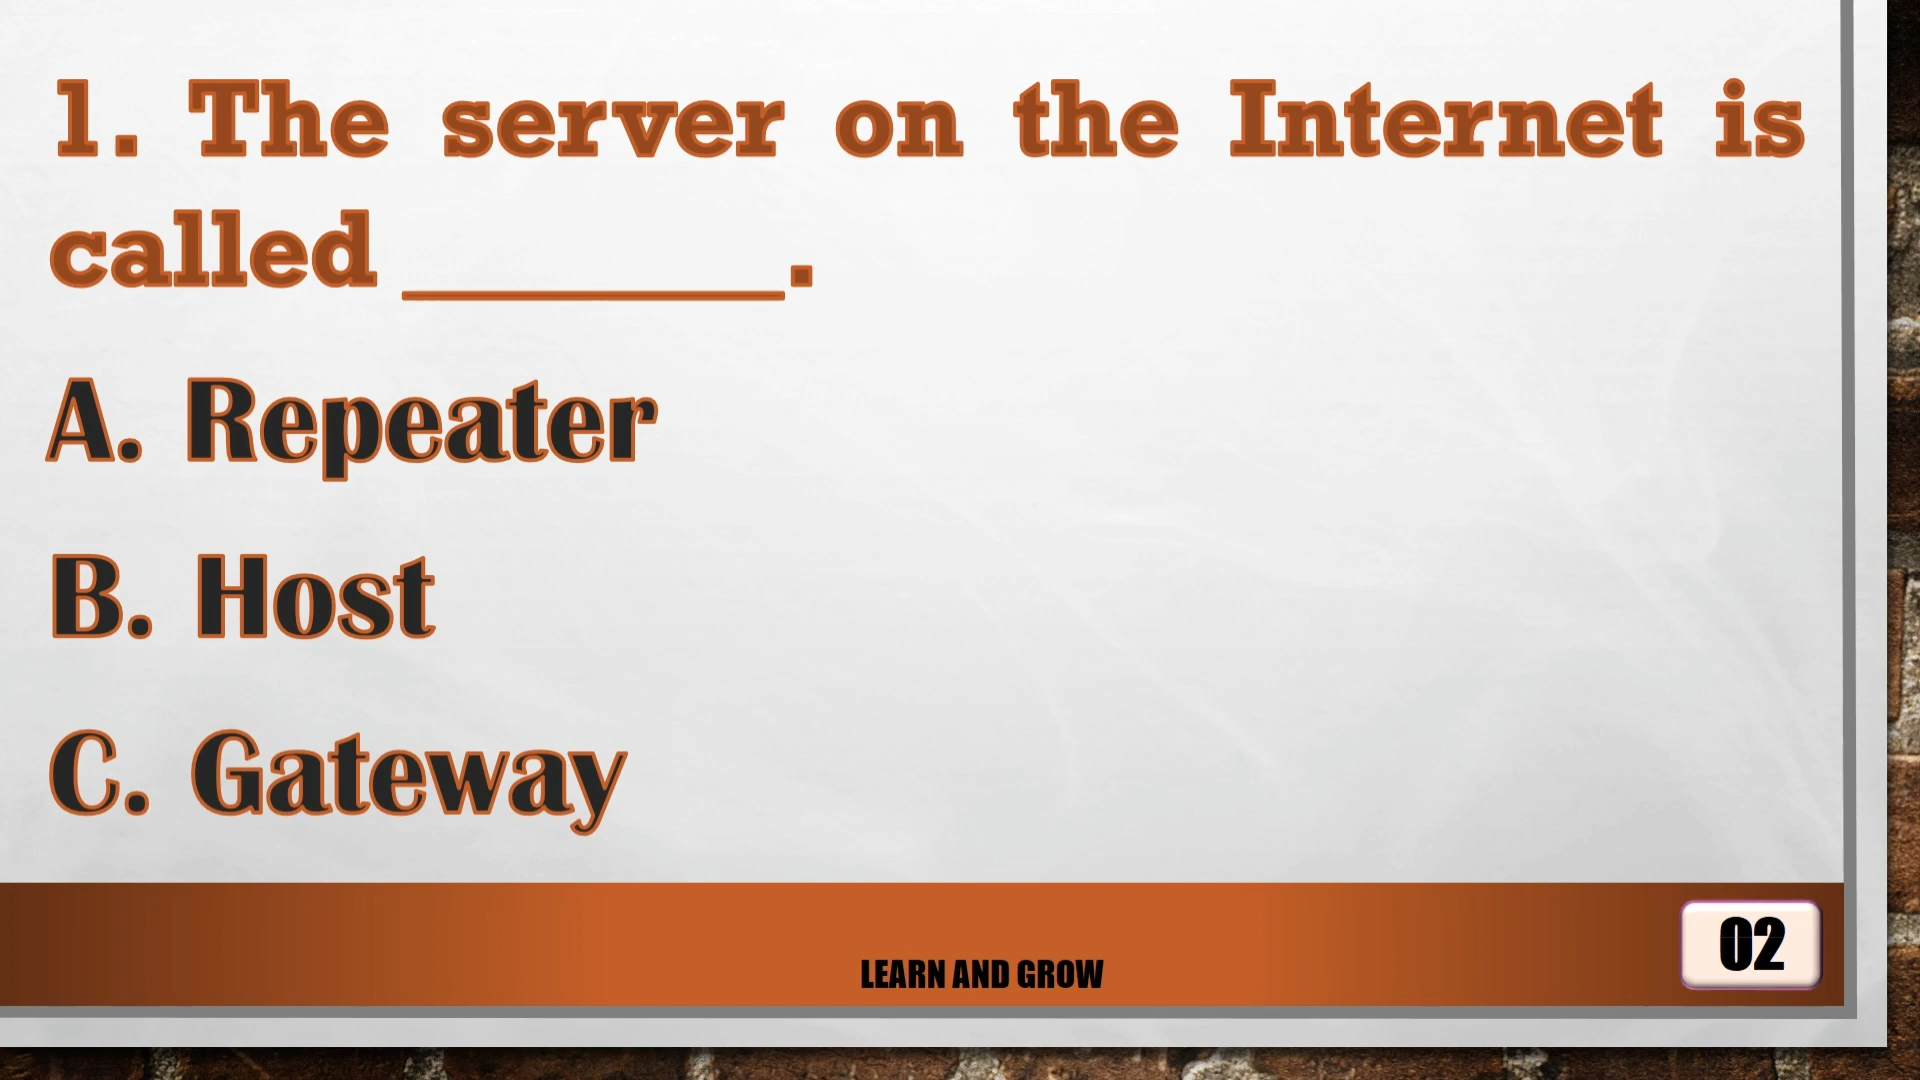 1. The server on the Internet is
called ________.
A. Repeater
B. Host
C. Gateway
LEARN AND GROW
02